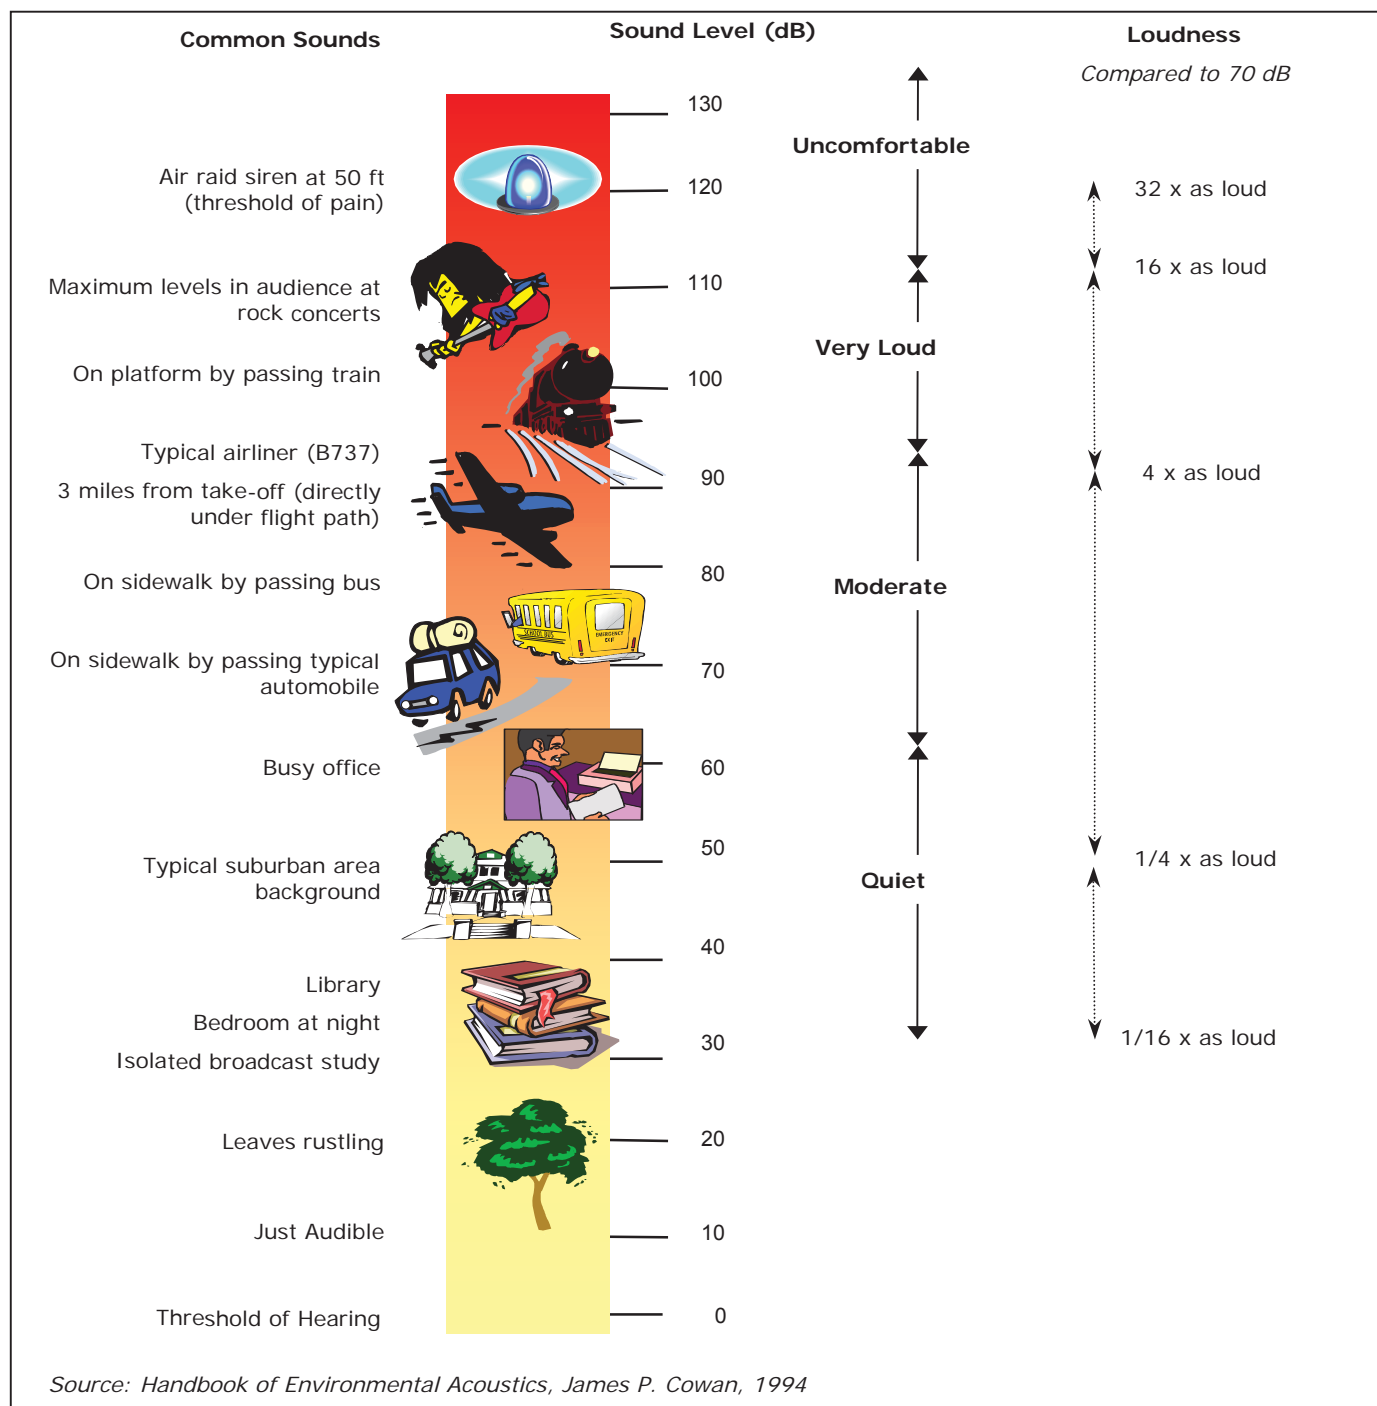 Common Sounds
Sound Level (dB)
Loudness
Compared to 70 dB
130
Uncomfortable
Air raid siren at 50 ft
(threshold of pain)
120
32 x as loud
16 x as loud
Maximum levels in audience at
rock concerts
110
Very Loud
On platform by passing train
100
Typical airliner (B737)
3 miles from take-off (directly
under flight path)
90
4 x as loud
On sidewalk by passing bus
80
Moderate
SCHOOL BUS
EMERGENCY
EXIT
On sidewalk by passing typical
automobile
70
Busy office
60
Typical suburban area
background
50
1/4 x as loud
Quiet
40
Library
Bedroom at night
Isolated broadcast study
30
1/16 x as loud
Leaves rustling
20
Just Audible
10
Threshold of Hearing
0
Source: Handbook of Environmental Acoustics, James P. Cowan, 1994